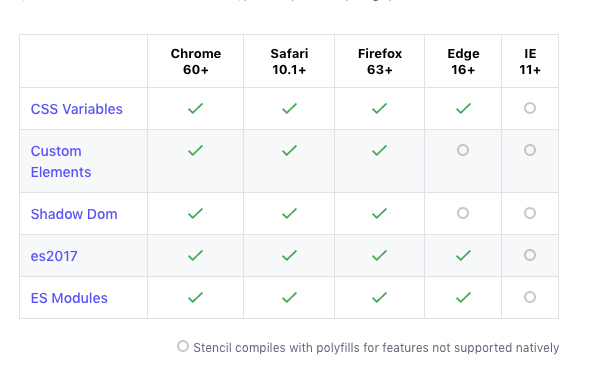 Chrome 60+ Safari 10.1+ Firefox 63+ Edge 16+ IE 11+
CSS Variables
Custom
Elements
Shadow Dom
es2017
ES Modules
Stencil compiles with polyfills for features not supported natively